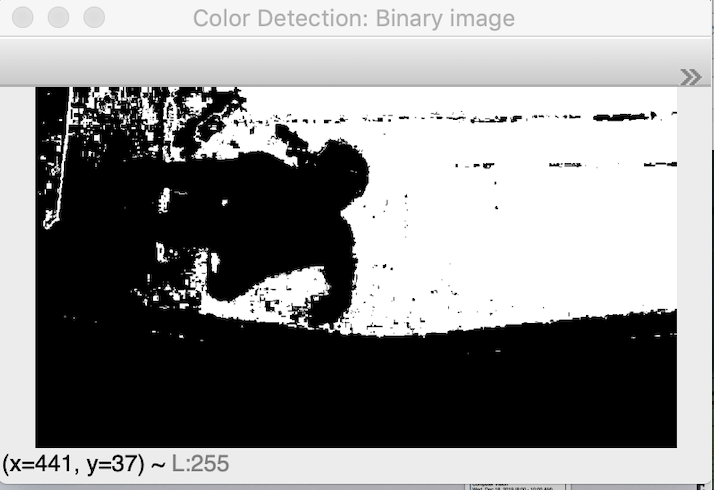 Color Detection: Binary image
(x=441, y=37) ~ L:255